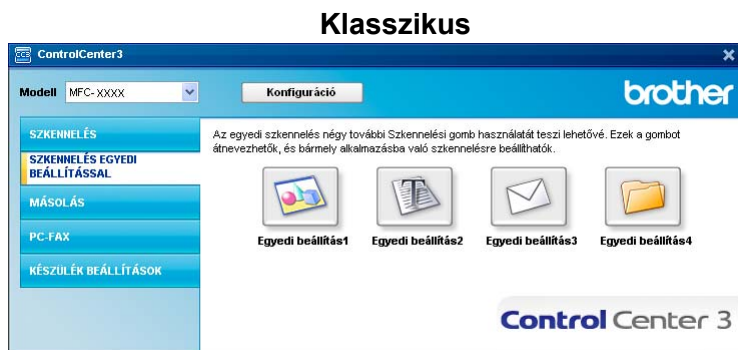 Klasszikus
ControlCenter3
Modell MFC-XXXX Konfiguráció brother
SZKENNELÉS
SZKENNELÉS EGYEDI
BEÁLLÍTÁSSAL
MÁSOLÁS
PC-FAX
KÉSZÜLÉK BEÁLLÍTÁSOK
Az egyedi szkennelés négy további Szkennelési gomb használatát teszi lehetővé. Ezek a gombot
átnevezhetők, és bármely alkalmazásba való szkennelésre beállíthatók.
Egyedi beállítás1 Egyedi beállítás2 Egyedi beállítás3 Egyedi beállítás4
Control Center 3